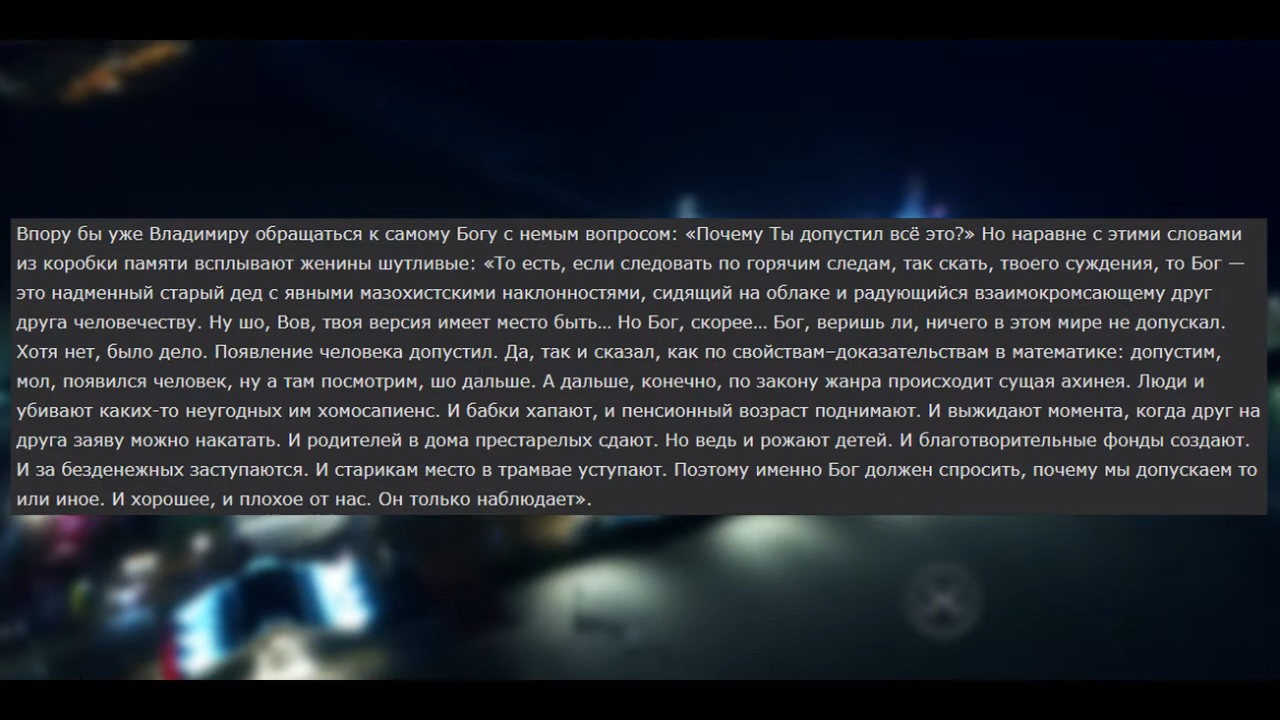 Впору бы уже Владимиру обращаться к самому Богу с немым вопросом: «Почему Ты допустил всё это?» Но наравне с этими словами
из коробки памяти всплывают женины шутливые: «То есть, если следовать по горячим следам, так скать, твоего суждения, то Бог —
это надменный старый дед с явными мазохистскими наклонностями, сидящий на облаке и радующийся взаимокромсающему друг
друга человечеству. Ну шо, Вов, твоя версия имеет место быть... Но Бог, скорее... Бог, веришь ли, ничего в этом мире не допускал.
Хотя нет, было дело. Появление человека допустил. Да, так и сказал, как по свойствам–доказательствам в математике: допустим,
мол, появился человек, ну а там посмотрим, шо дальше. А дальше, конечно, по закону жанра происходит сущая ахинея. Люди и
убивают каких-то неугодных им хомосапиенс. И бабки хапают, и пенсионный возраст поднимают. И выжидают момента, когда друг на
друга заяву можно накатать. И родителей в дома престарелых сдают. Но ведь и рожают детей. И благотворительные фонды создают.
И за безденежных заступаются. И старикам место в трамвае уступают. Поэтому именно Бог должен спросить, почему мы допускаем то
или иное. И хорошее, и плохое от нас. Он только наблюдает».